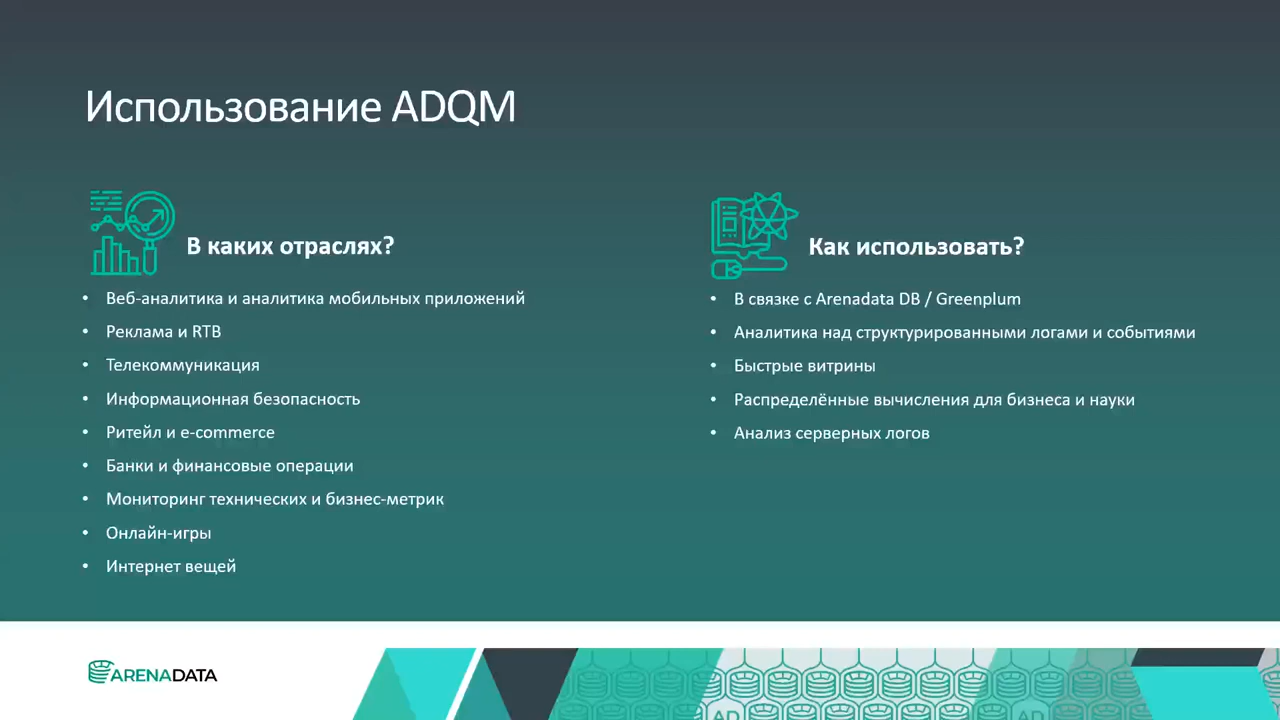 Использование ADQM
В каких отраслях?
• Веб-аналитика и аналитика мобильных приложений
• Реклама и RTB
• Телекоммуникация
• Информационная безопасность
• Ритейл и e-commerce
• Банки и финансовые операции
• Мониторинг технических и бизнес-метрик
• Онлайн-игры
• Интернет вещей
Как использовать?
• В связке с Arenadata DB / Greenplum
• Аналитика над структурированными логами и событиями
• Быстрые витрины
• Распределённые вычисления для бизнеса и науки
• Анализ серверных логов
ARENADATA
AD
AD